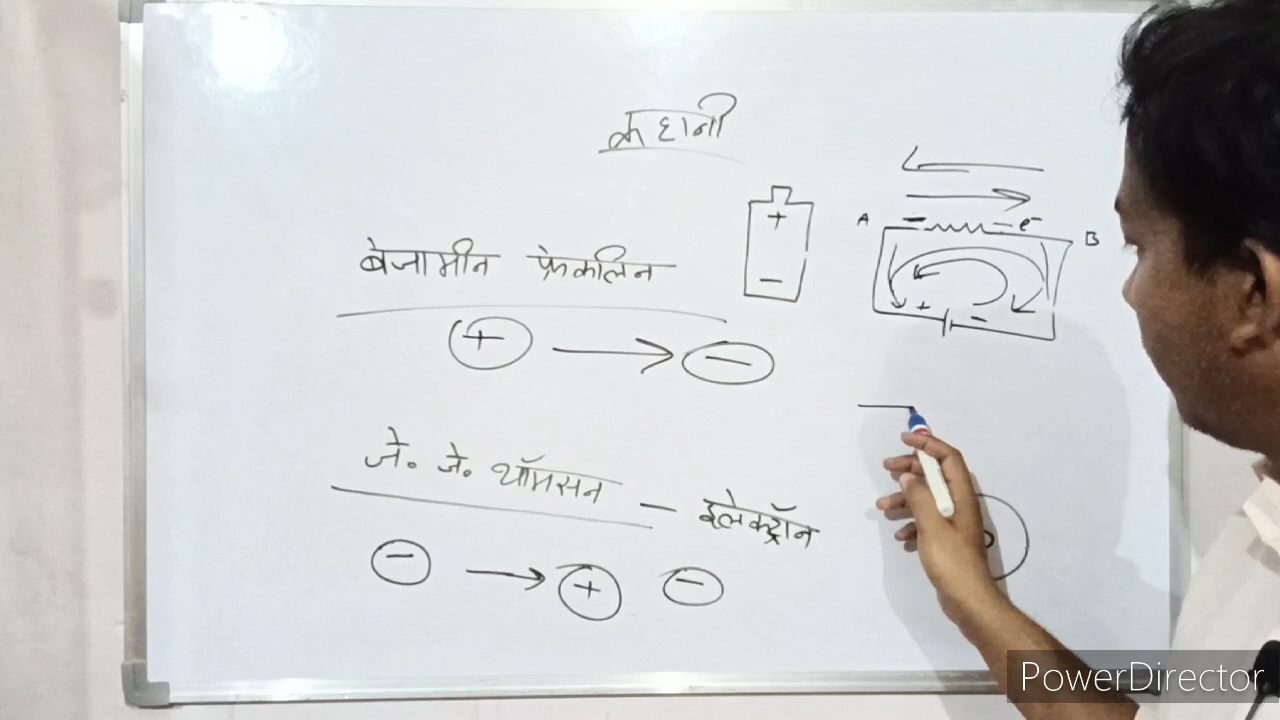 कहानी
बेजामीन फ्रेकलिन
+ → -
जे. जे. थॉमसन - इलेक्ट्रॉन
- → + -
+
-
A - e- B
+ -
PowerDirector